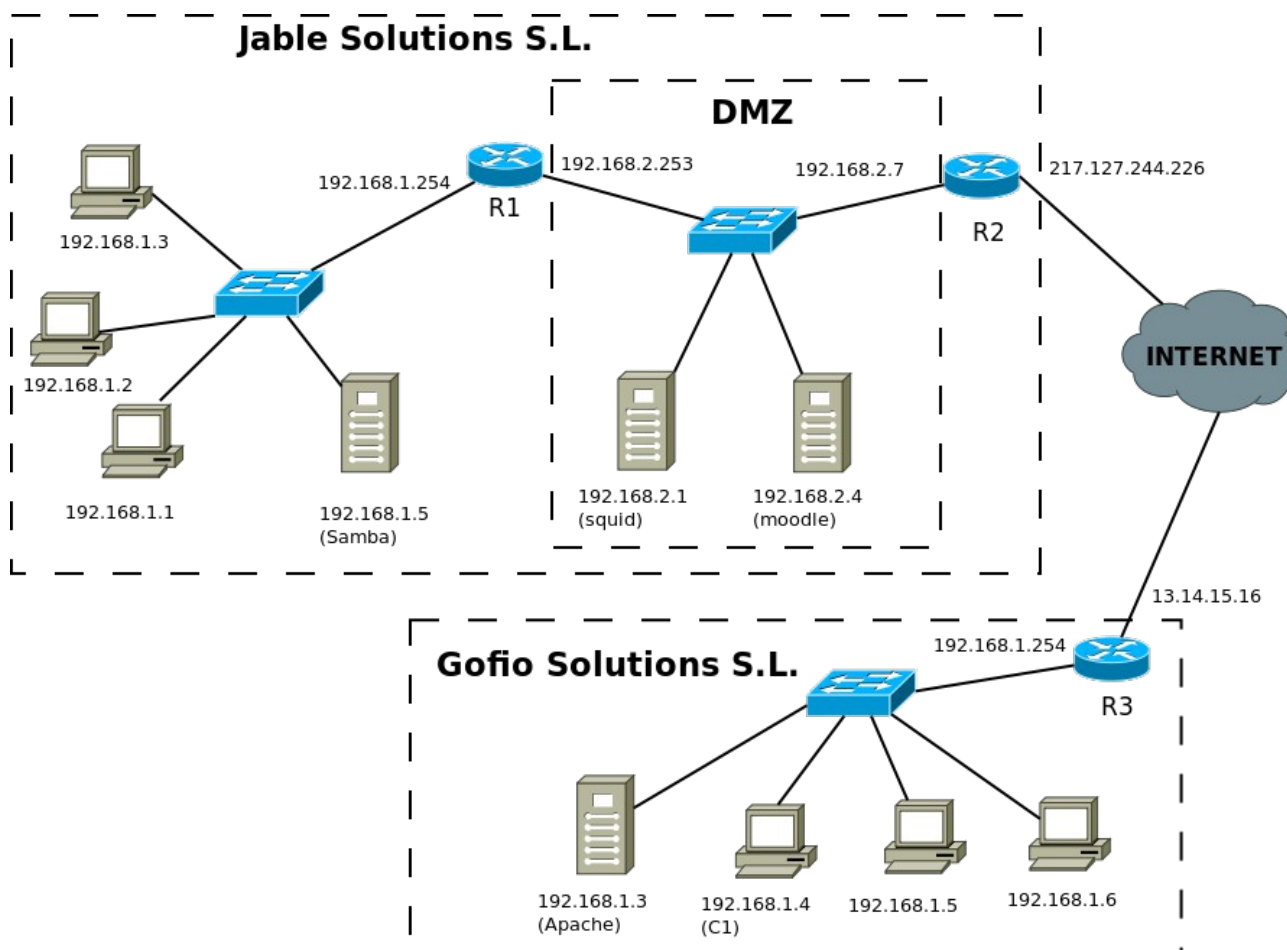 Jable Solutions S.L.
DMZ
192.168.1.3
192.168.1.254
R1
192.168.2.253
192.168.2.7
R2
217.127.244.226
192.168.1.2
192.168.1.1
192.168.1.5
(Samba)
192.168.2.1
(squid)
192.168.2.4
(moodle)
INTERNET
13.14.15.16
Gofio Solutions S.L.
192.168.1.254
R3
192.168.1.3
(Apache)
192.168.1.4
(C1)
192.168.1.5
192.168.1.6